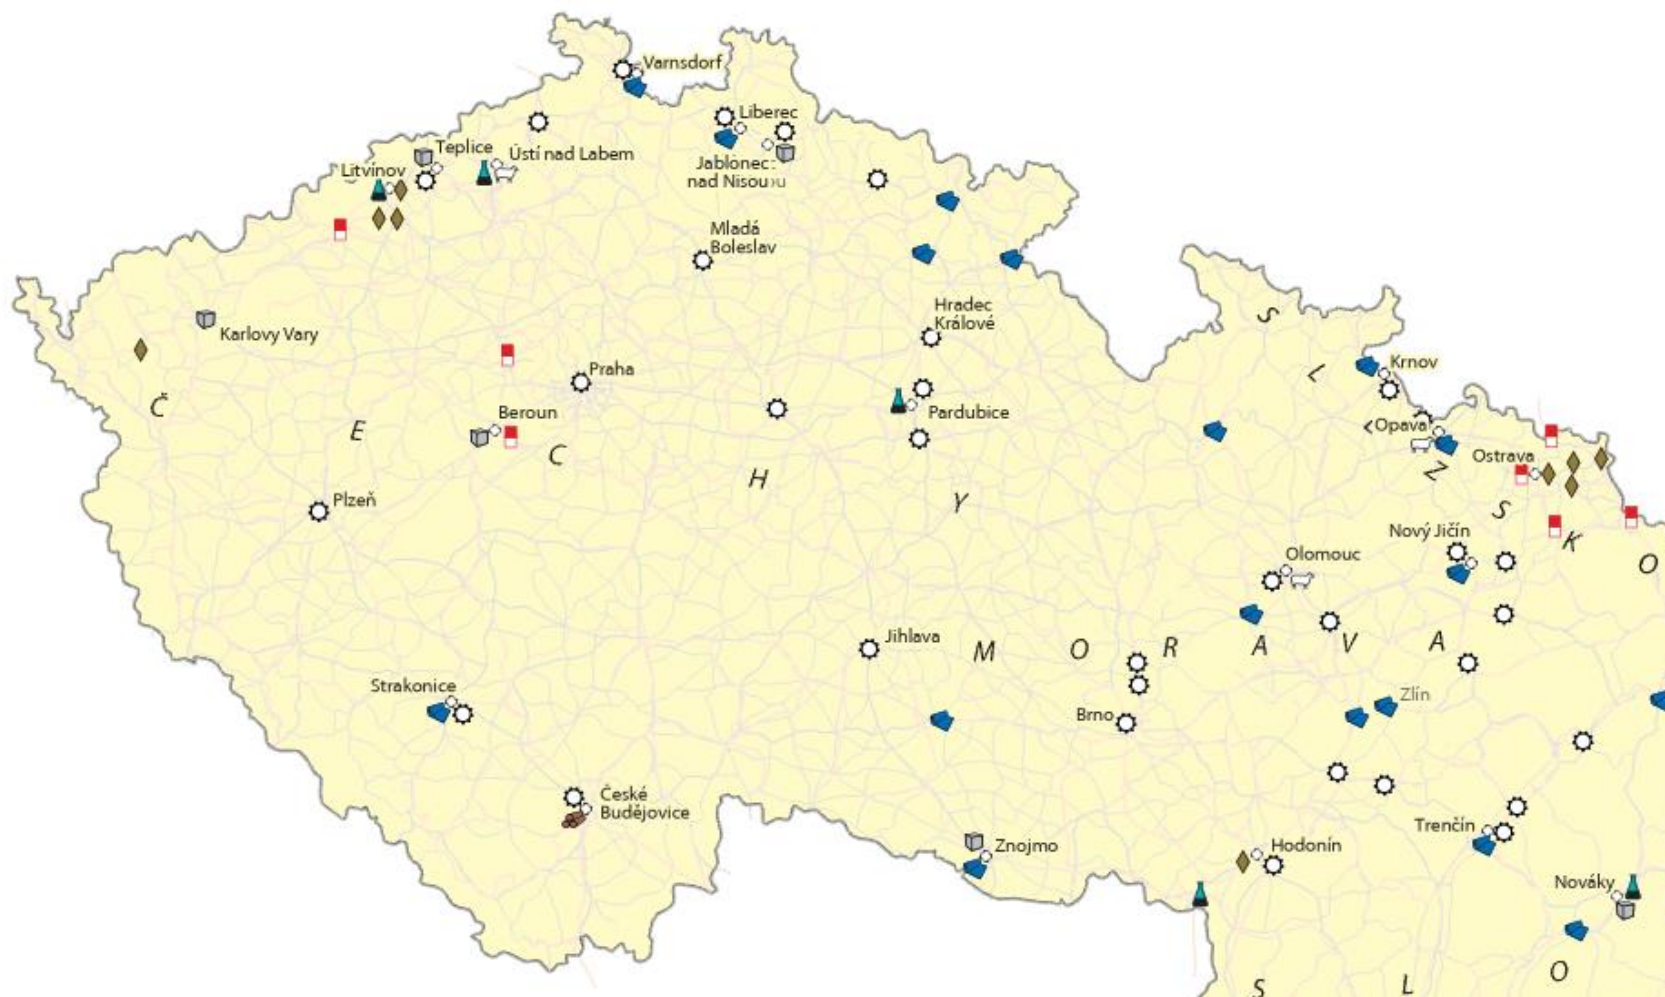 Varnsdorf
Liberec
Teplice
Ústí nad Labem
Litvínov
Jablonec
nad Nisou
Mladá
Boleslav
Hradec
Králové
Karlovy Vary
Praha
Krnov
Beroun
Pardubice
Opava
Ostrava
Č E C H Y
S L Z S K O
Plzeň
Nový Jičín
Olomouc
Jihlava
M O R A V A
Strakonice
Zlín
Brno
České
Budějovice
Trenčín
Znojmo
Hodonín
Nováky
S L O